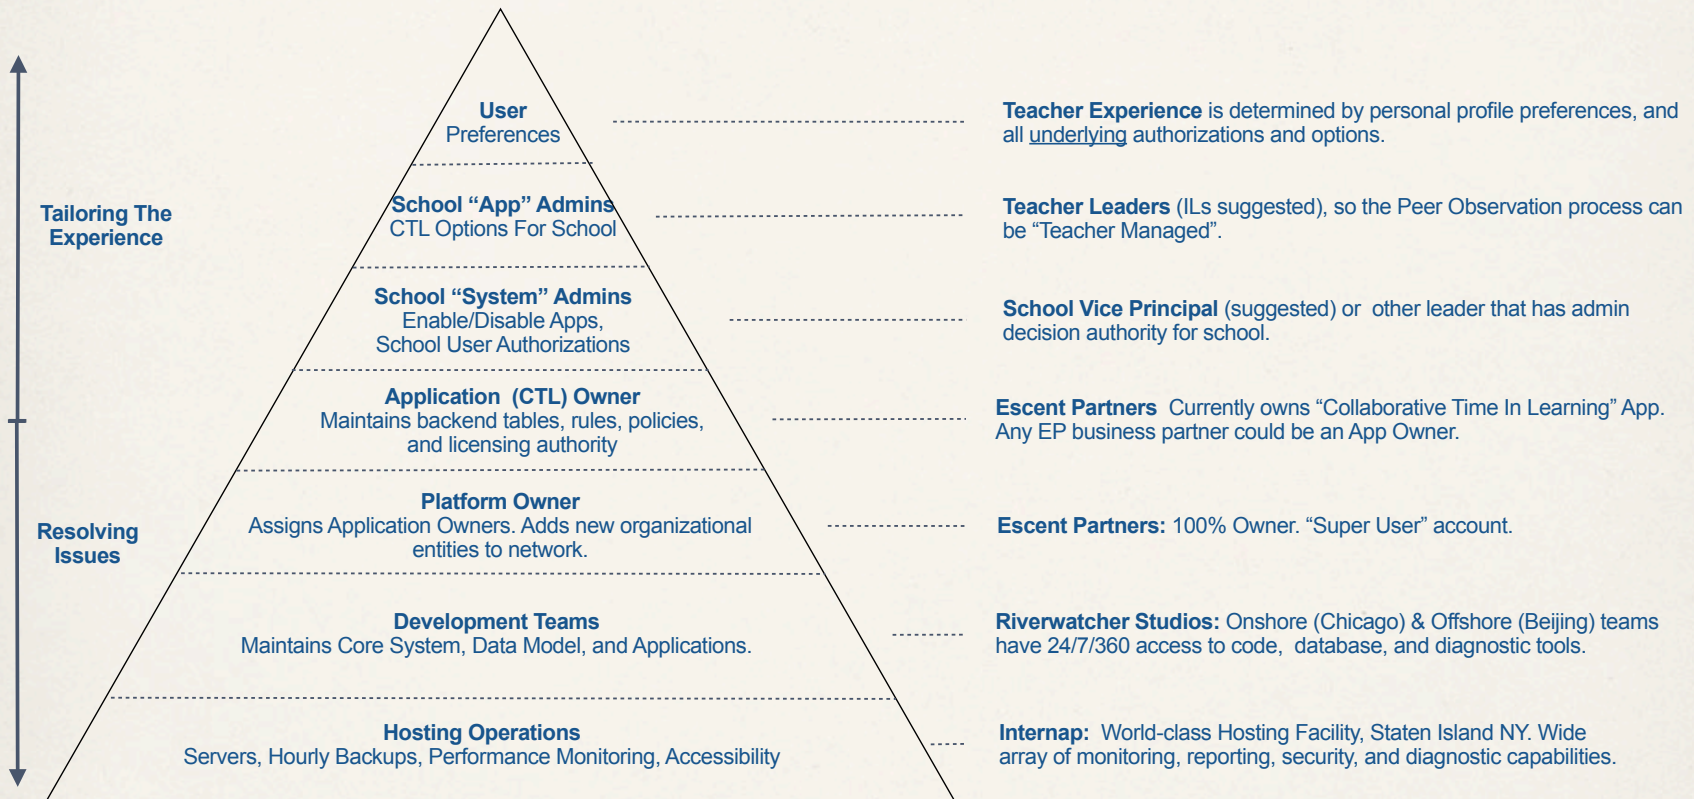 User
Preferences
Teacher Experience is determined by personal profile preferences, and
all underlying authorizations and options.
Tailoring The
Experience
School “App” Admins
CTL Options For School
Teacher Leaders (ILs suggested), so the Peer Observation process can
be “Teacher Managed”.
School “System” Admins
Enable/Disable Apps,
School User Authorizations
School Vice Principal (suggested) or  other leader that has admin
decision authority for school.
Application  (CTL) Owner
Maintains backend tables, rules, policies,
and licensing authority
Escent Partners  Currently owns “Collaborative Time In Learning” App.
Any EP business partner could be an App Owner.
Resolving
Issues
Platform Owner
Assigns Application Owners. Adds new organizational
entities to network.
Escent Partners: 100% Owner. “Super User” account.
Development Teams
Maintains Core System, Data Model, and Applications.
Riverwatcher Studios: Onshore (Chicago) & Offshore (Beijing) teams
have 24/7/360 access to code,  database, and diagnostic tools.
Hosting Operations
Servers, Hourly Backups, Performance Monitoring, Accessibility
Internap:  World-class Hosting Facility, Staten Island NY. Wide
array of monitoring, reporting, security, and diagnostic capabilities.